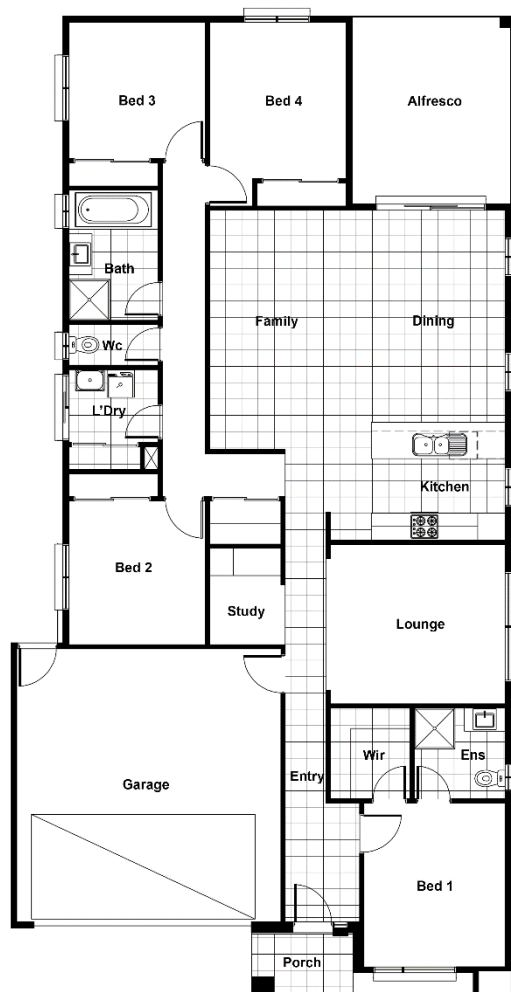 Bed 3
Bed 4
Alfresco
Bath
Family
Dining
Wc
L'Dry
Kitchen
Bed 2
Study
Lounge
Wir
Ens
Entry
Garage
Bed 1
Porch